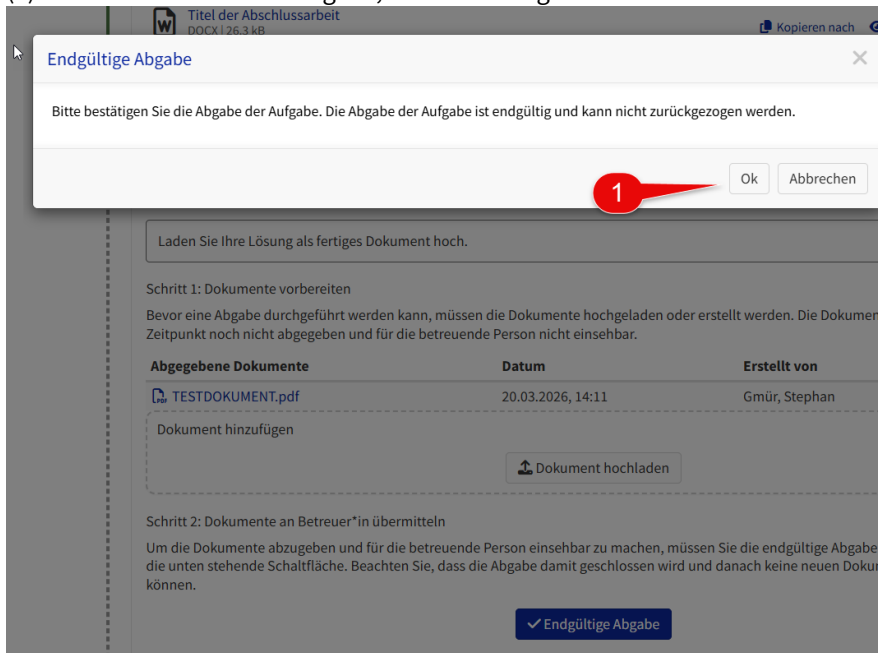 Titel der Abschlussarbeit
DOCX | 26.3 kB
Kopieren nach
Endgültige Abgabe
Bitte bestätigen Sie die Abgabe der Aufgabe. Die Abgabe der Aufgabe ist endgültig und kann nicht zurückgezogen werden.
1
Ok
Abbrechen
Laden Sie Ihre Lösung als fertiges Dokument hoch.
Schritt 1: Dokumente vorbereiten
Bevor eine Abgabe durchgeführt werden kann, müssen die Dokumente hochgeladen oder erstellt werden. Die Dokumen
Zeitpunkt noch nicht abgegeben und für die betreuende Person nicht einsehbar.
Abgegebene Dokumente Datum Erstellt von
TESTDOKUMENT.pdf 20.03.2026, 14:11 Gmür, Stephan
Dokument hinzufügen
Dokument hochladen
Schritt 2: Dokumente an Betreuer*in übermitteln
Um die Dokumente abzugeben und für die betreuende Person einsehbar zu machen, müssen Sie die endgültige Abgabe
die unten stehende Schaltfläche. Beachten Sie, dass die Abgabe damit geschlossen wird und danach keine neuen Doku
können.
Endgültige Abgabe